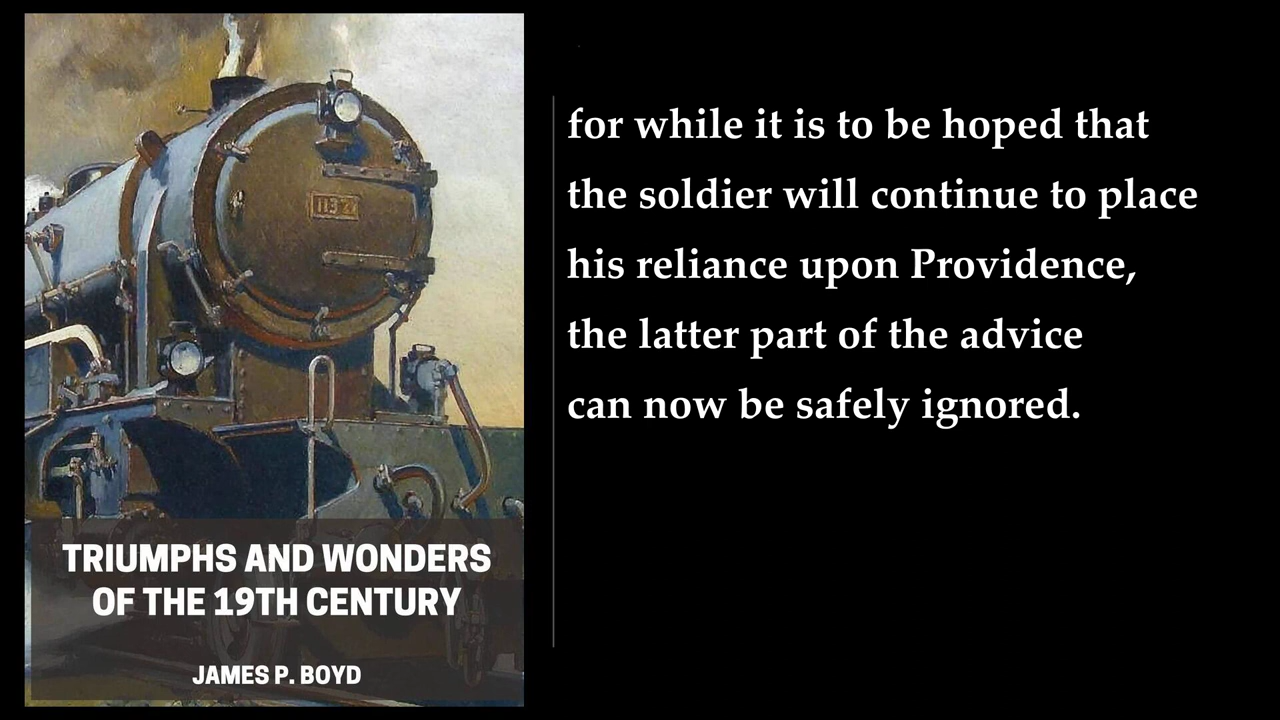 for while it is to be hoped that
the soldier will continue to place
his reliance upon Providence,
the latter part of the advice
can now be safely ignored.
TRIUMPHS AND WONDERS
OF THE 19TH CENTURY
JAMES P. BOYD